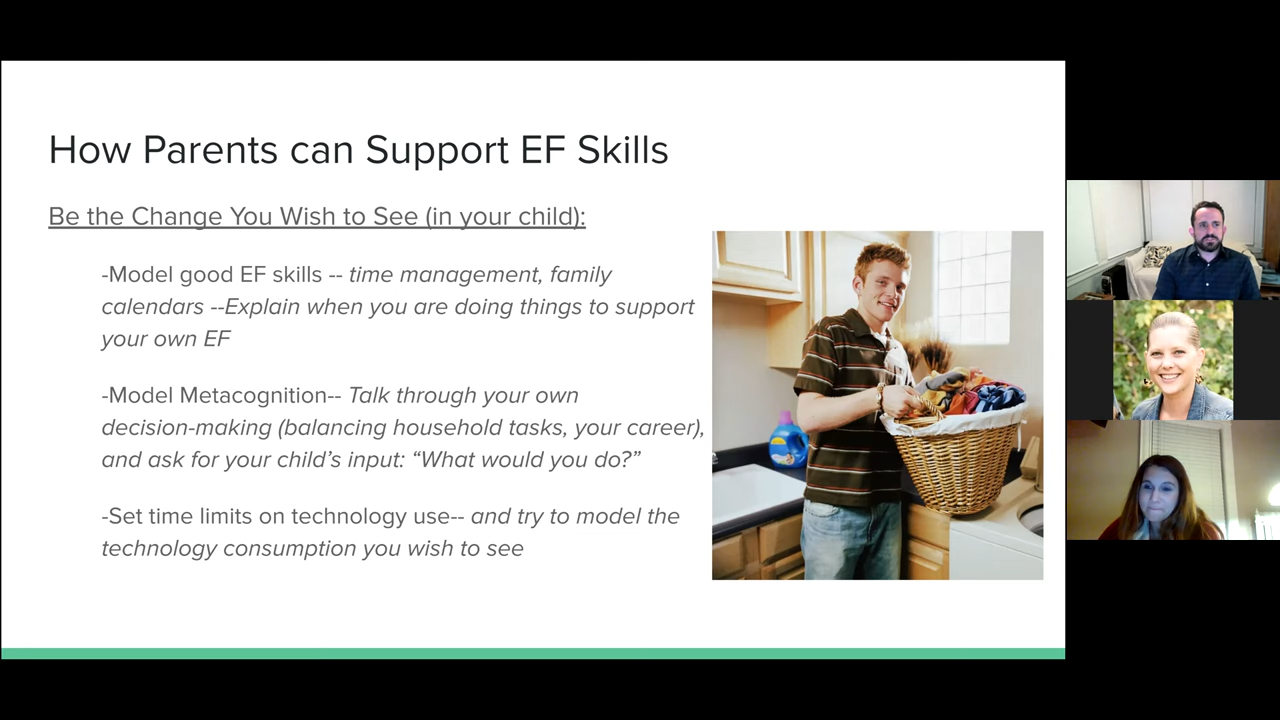 How Parents can Support EF Skills
Be the Change You Wish to See (in your child):
-Model good EF skills -- time management, family
calendars --Explain when you are doing things to support
your own EF
-Model Metacognition-- Talk through your own
decision-making (balancing household tasks, your career),
and ask for your child’s input: “What would you do?”
-Set time limits on technology use-- and try to model the
technology consumption you wish to see